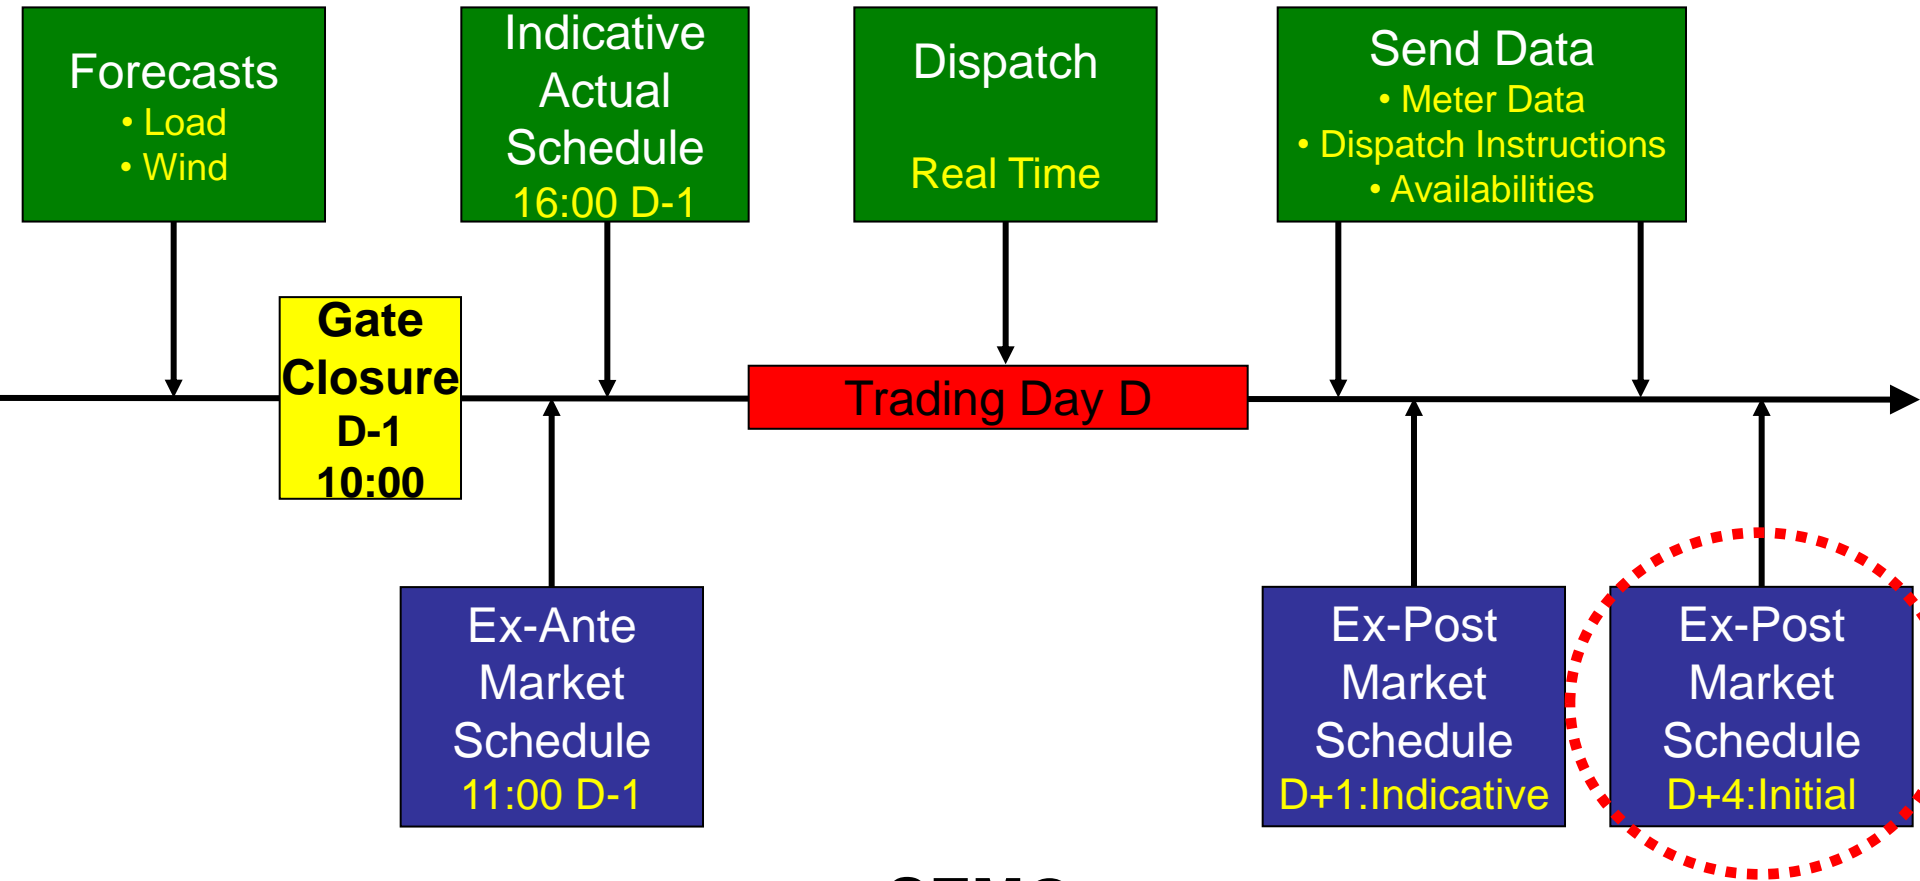 Forecasts
• Load
• Wind
Indicative
Actual
Schedule
16:00 D-1
Dispatch
Real Time
Send Data
• Meter Data
• Dispatch Instructions
• Availabilities
Gate
Closure
D-1
10:00
Trading Day D
Ex-Ante
Market
Schedule
11:00 D-1
Ex-Post
Market
Schedule
D+1:Indicative
Ex-Post
Market
Schedule
D+4:Initial